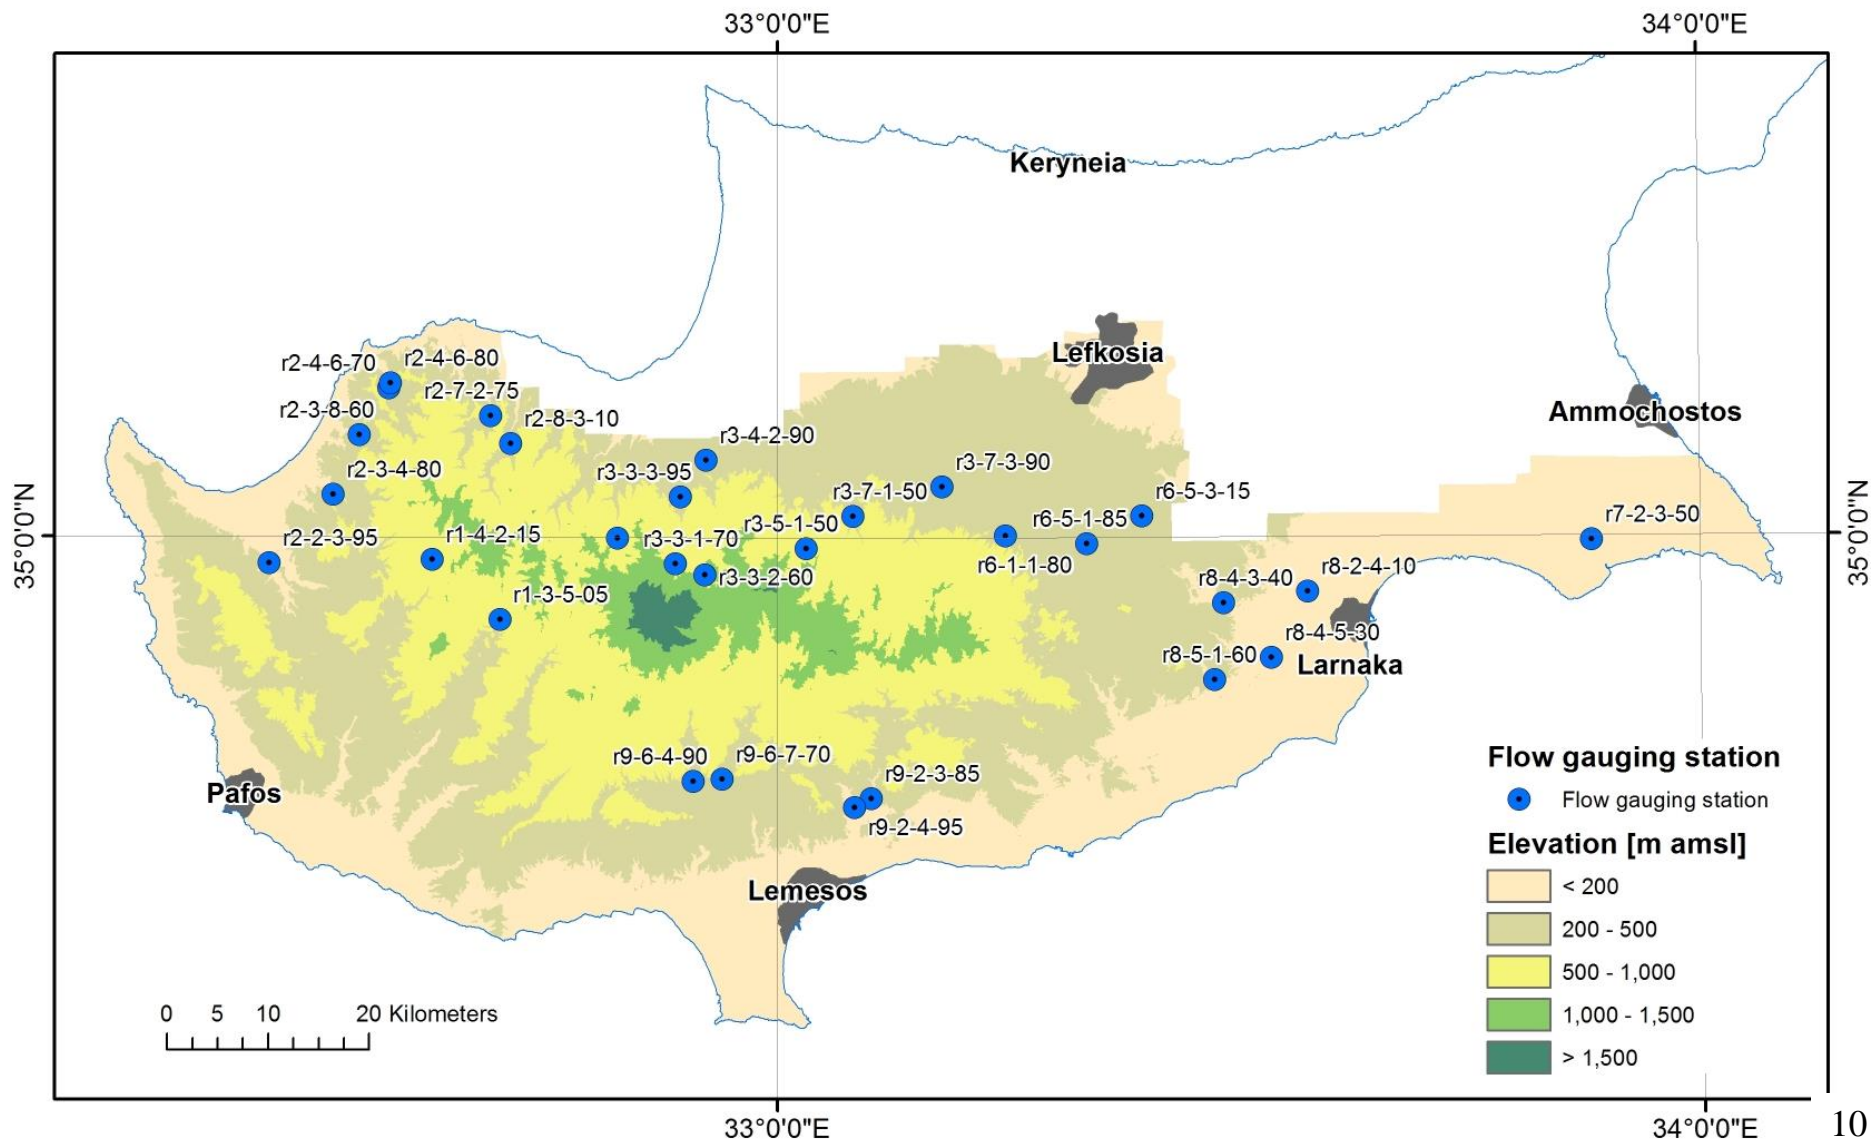 33°0'0"E
34°0'0"E
Keryneia
Lefkosia
r2-4-6-70
r2-4-6-80
r2-7-2-75
r2-3-8-60
r2-8-3-10
Ammochostos
r3-4-2-90
r2-3-4-80
r3-3-3-95
r3-7-3-90
r3-7-1-50
r6-5-3-15
35°0'0"N
35°0'0"N
r2-2-3-95
r1-4-2-15
r3-3-1-70
r3-5-1-50
r6-5-1-85
r7-2-3-50
r6-1-1-80
r3-3-2-60
r8-4-3-40
r8-2-4-10
r1-3-5-05
r8-4-5-30
r8-5-1-60
Larnaka
r9-6-4-90
r9-6-7-70
r9-2-3-85
Pafos
r9-2-4-95
Lemesos
Flow gauging station
Flow gauging station
Elevation [m amsl]
< 200
200 - 500
500 - 1,000
1,000 - 1,500
> 1,500
0 5 10 20 Kilometers
33°0'0"E
34°0'0"E
10